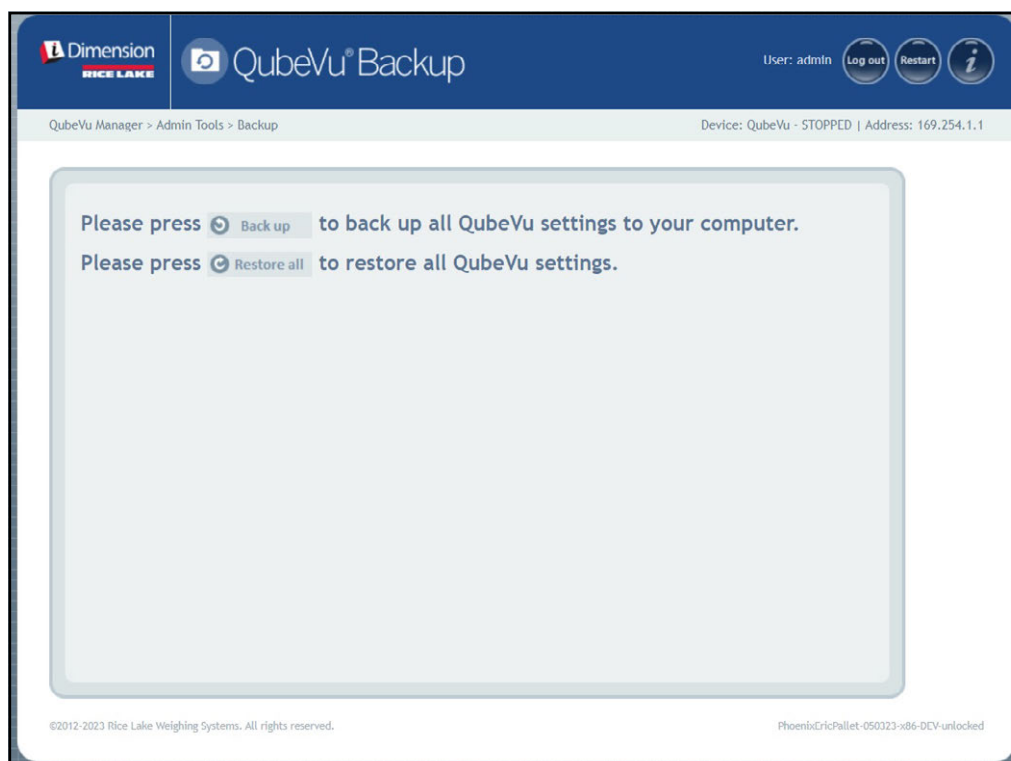 iDimension
RICE LAKE
QubeVu® Backup
User: admin Log out Restart i
QubeVu Manager > Admin Tools > Backup Device: QubeVu - STOPPED | Address: 169.254.1.1
Please press Back up to back up all QubeVu settings to your computer.
Please press Restore all to restore all QubeVu settings.
©2012-2023 Rice Lake Weighing Systems. All rights reserved. PhoenixEricPallet-050323-x86-DEV-unlocked